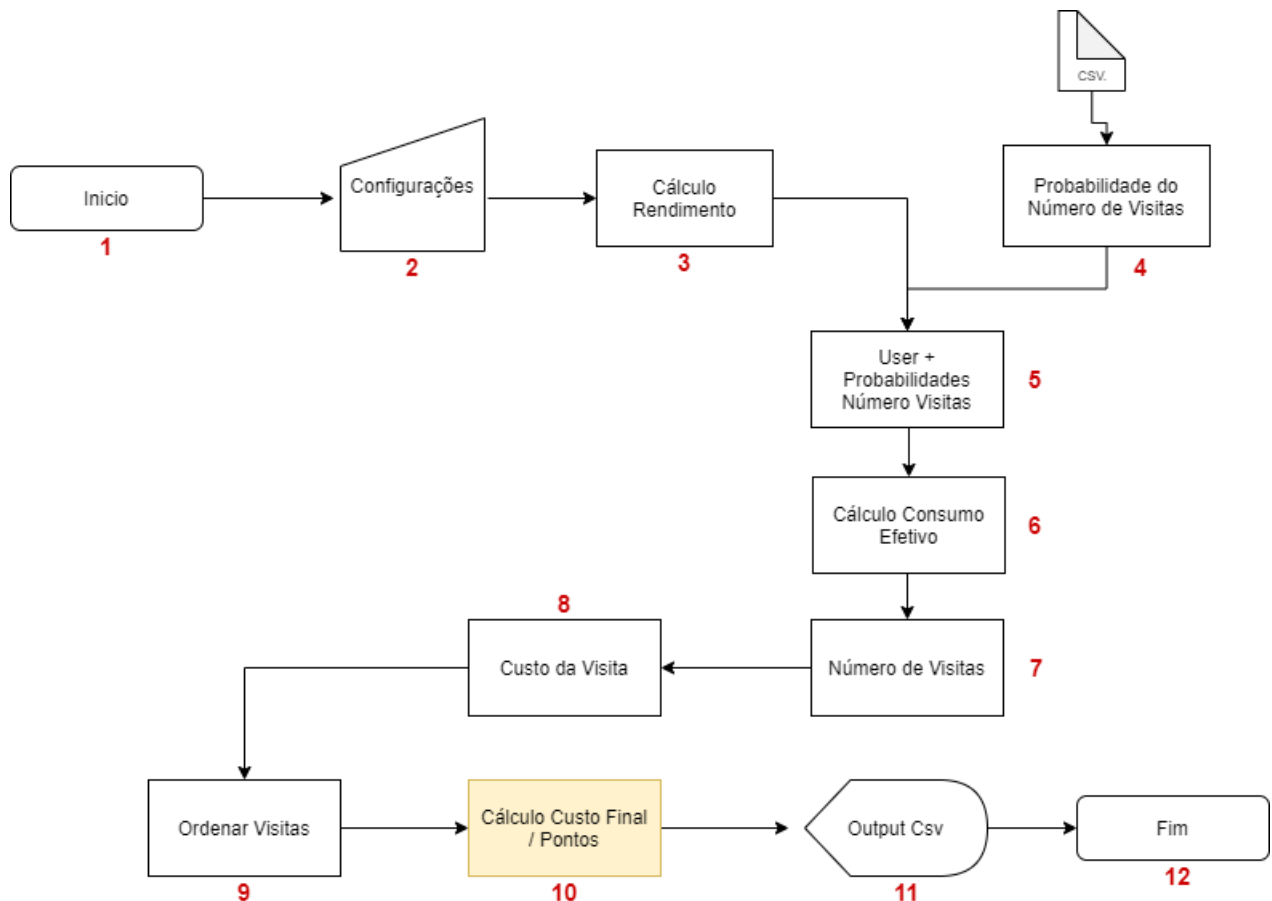 csv.
Inicio
1
Configurações
2
Cálculo
Rendimento
3
Probabilidade do
Número de Visitas
4
User +
Probabilidades
Número Visitas
5
Cálculo Consumo
Efetivo
6
Número de Visitas
7
8
Custo da Visita
Ordenar Visitas
9
Cálculo Custo Final
/ Pontos
10
Output Csv
11
Fim
12